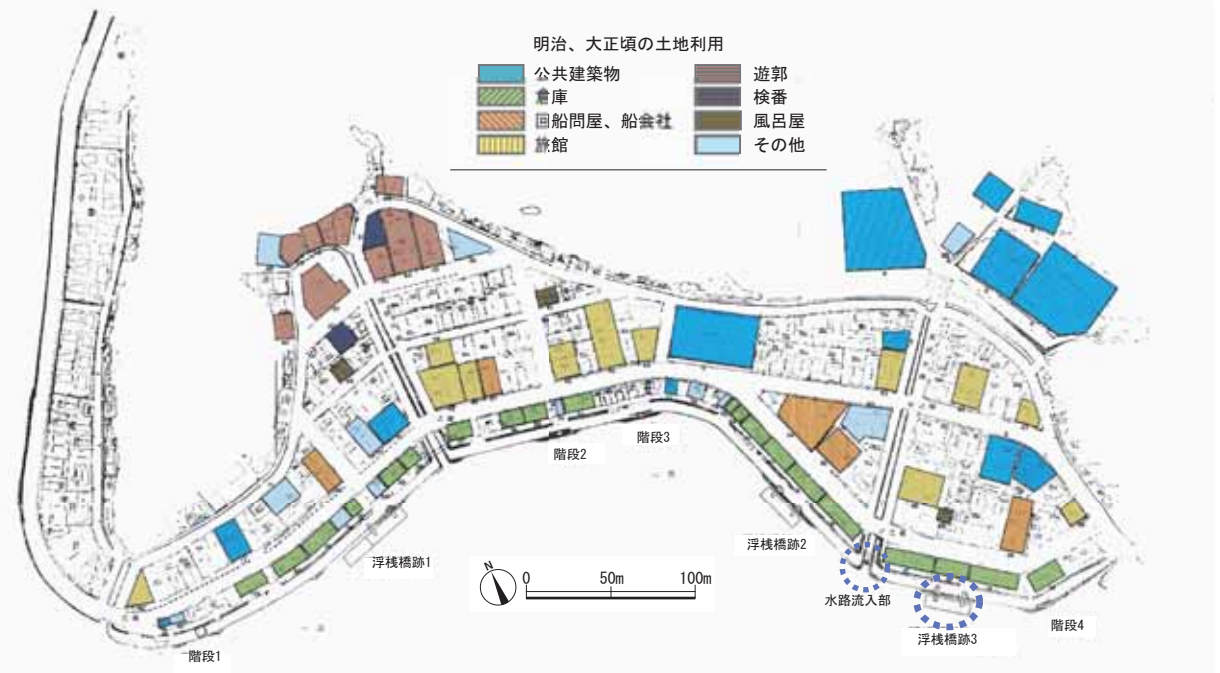 明治、大正頃の土地利用
公共建築物
倉庫
回船問屋、船会社
旅館
遊郭
検番
風呂屋
その他
階段2
階段3
浮桟橋跡1
浮桟橋跡2
N
0 50m 100m
水路流入部
浮桟橋跡3
階段4
階段1